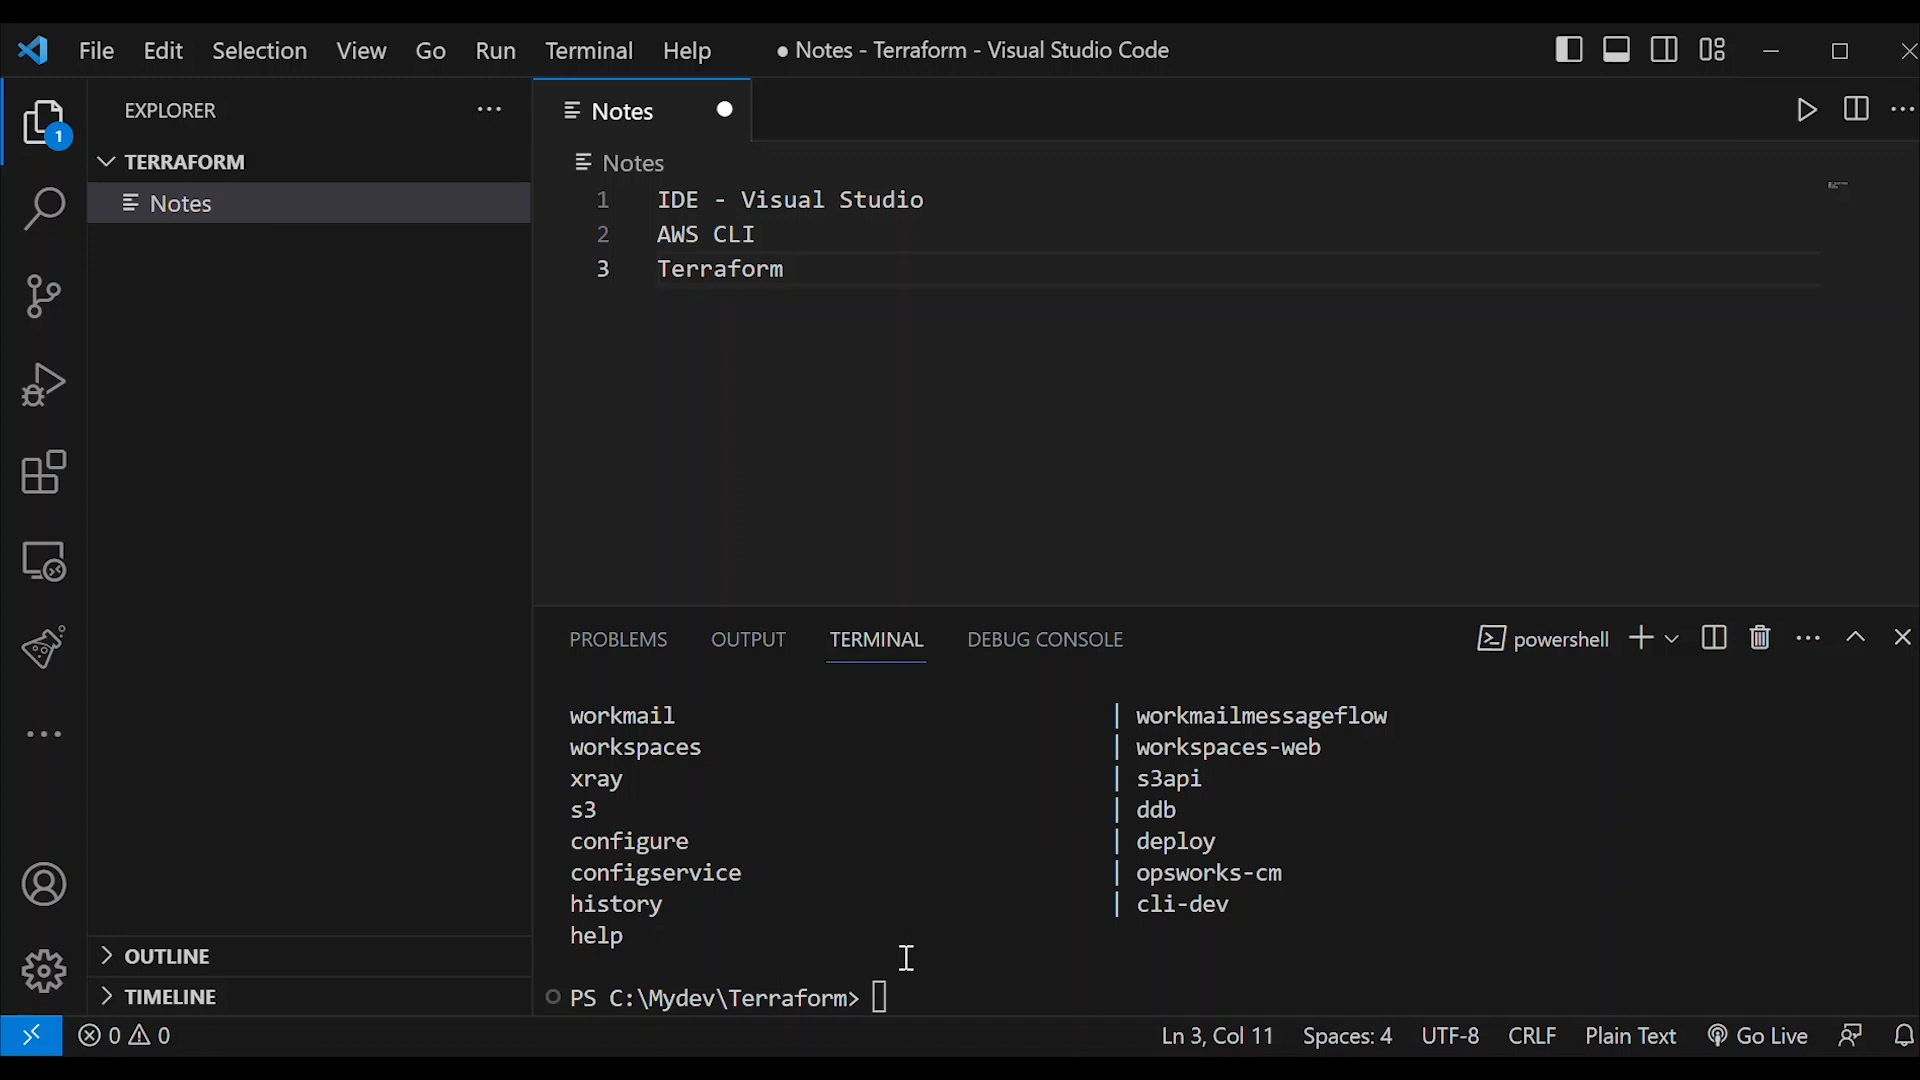 File Edit Selection View Go Run Terminal Help ● Notes - Terraform - Visual Studio Code
EXPLORER ···
Notes
1
TERRAFORM
Notes
Notes
1 IDE - Visual Studio
2 AWS CLI
3 Terraform
PROBLEMS OUTPUT TERMINAL DEBUG CONSOLE powershell
workmail | workmailmessageflow
workspaces | workspaces-web
xray | s3api
s3 | ddb
configure | deploy
configservice | opsworks-cm
history | cli-dev
help
PS C:\Mydev\Terraform>
OUTLINE
TIMELINE
0 0 Ln 3, Col 11 Spaces: 4 UTF-8 CRLF Plain Text Go Live